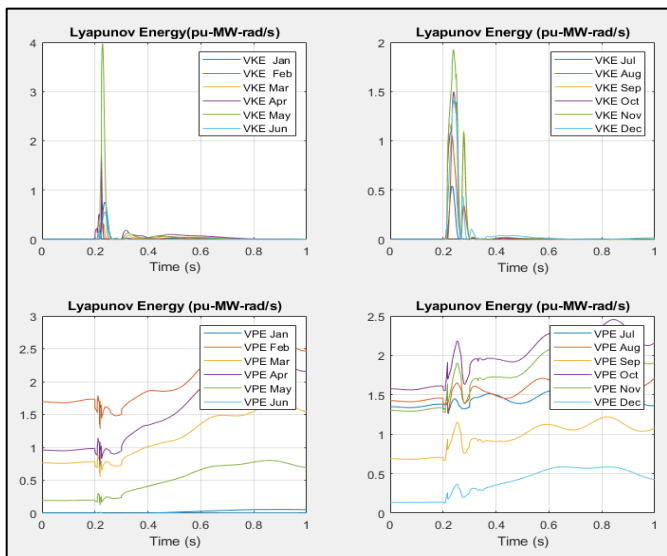 Lyapunov Energy(pu-MW-rad/s)
4
3
2
1
0
0
0.2
0.4
0.6
0.8
1
Time (s)
VKE Jan
VKE Feb
VKE Mar
VKE Apr
VKE May
VKE Jun
Lyapunov Energy (pu-MW-rad/s)
2
1.5
1
0.5
0
0
0.2
0.4
0.6
0.8
1
Time (s)
VKE Jul
VKE Aug
VKE Sep
VKE Oct
VKE Nov
VKE Dec
Lyapunov Energy (pu-MW-rad/s)
3
2.5
2
1.5
1
0.5
0
0
0.2
0.4
0.6
0.8
1
Time (s)
VPE Jan
VPE Feb
VPE Mar
VPE Apr
VPE May
VPE Jun
Lyapunov Energy (pu-MW-rad/s)
2.5
2
1.5
1
0.5
0
0
0.2
0.4
0.6
0.8
1
Time (s)
VPE Jul
VPE Aug
VPE Sep
VPE Oct
VPE Nov
VPE Dec